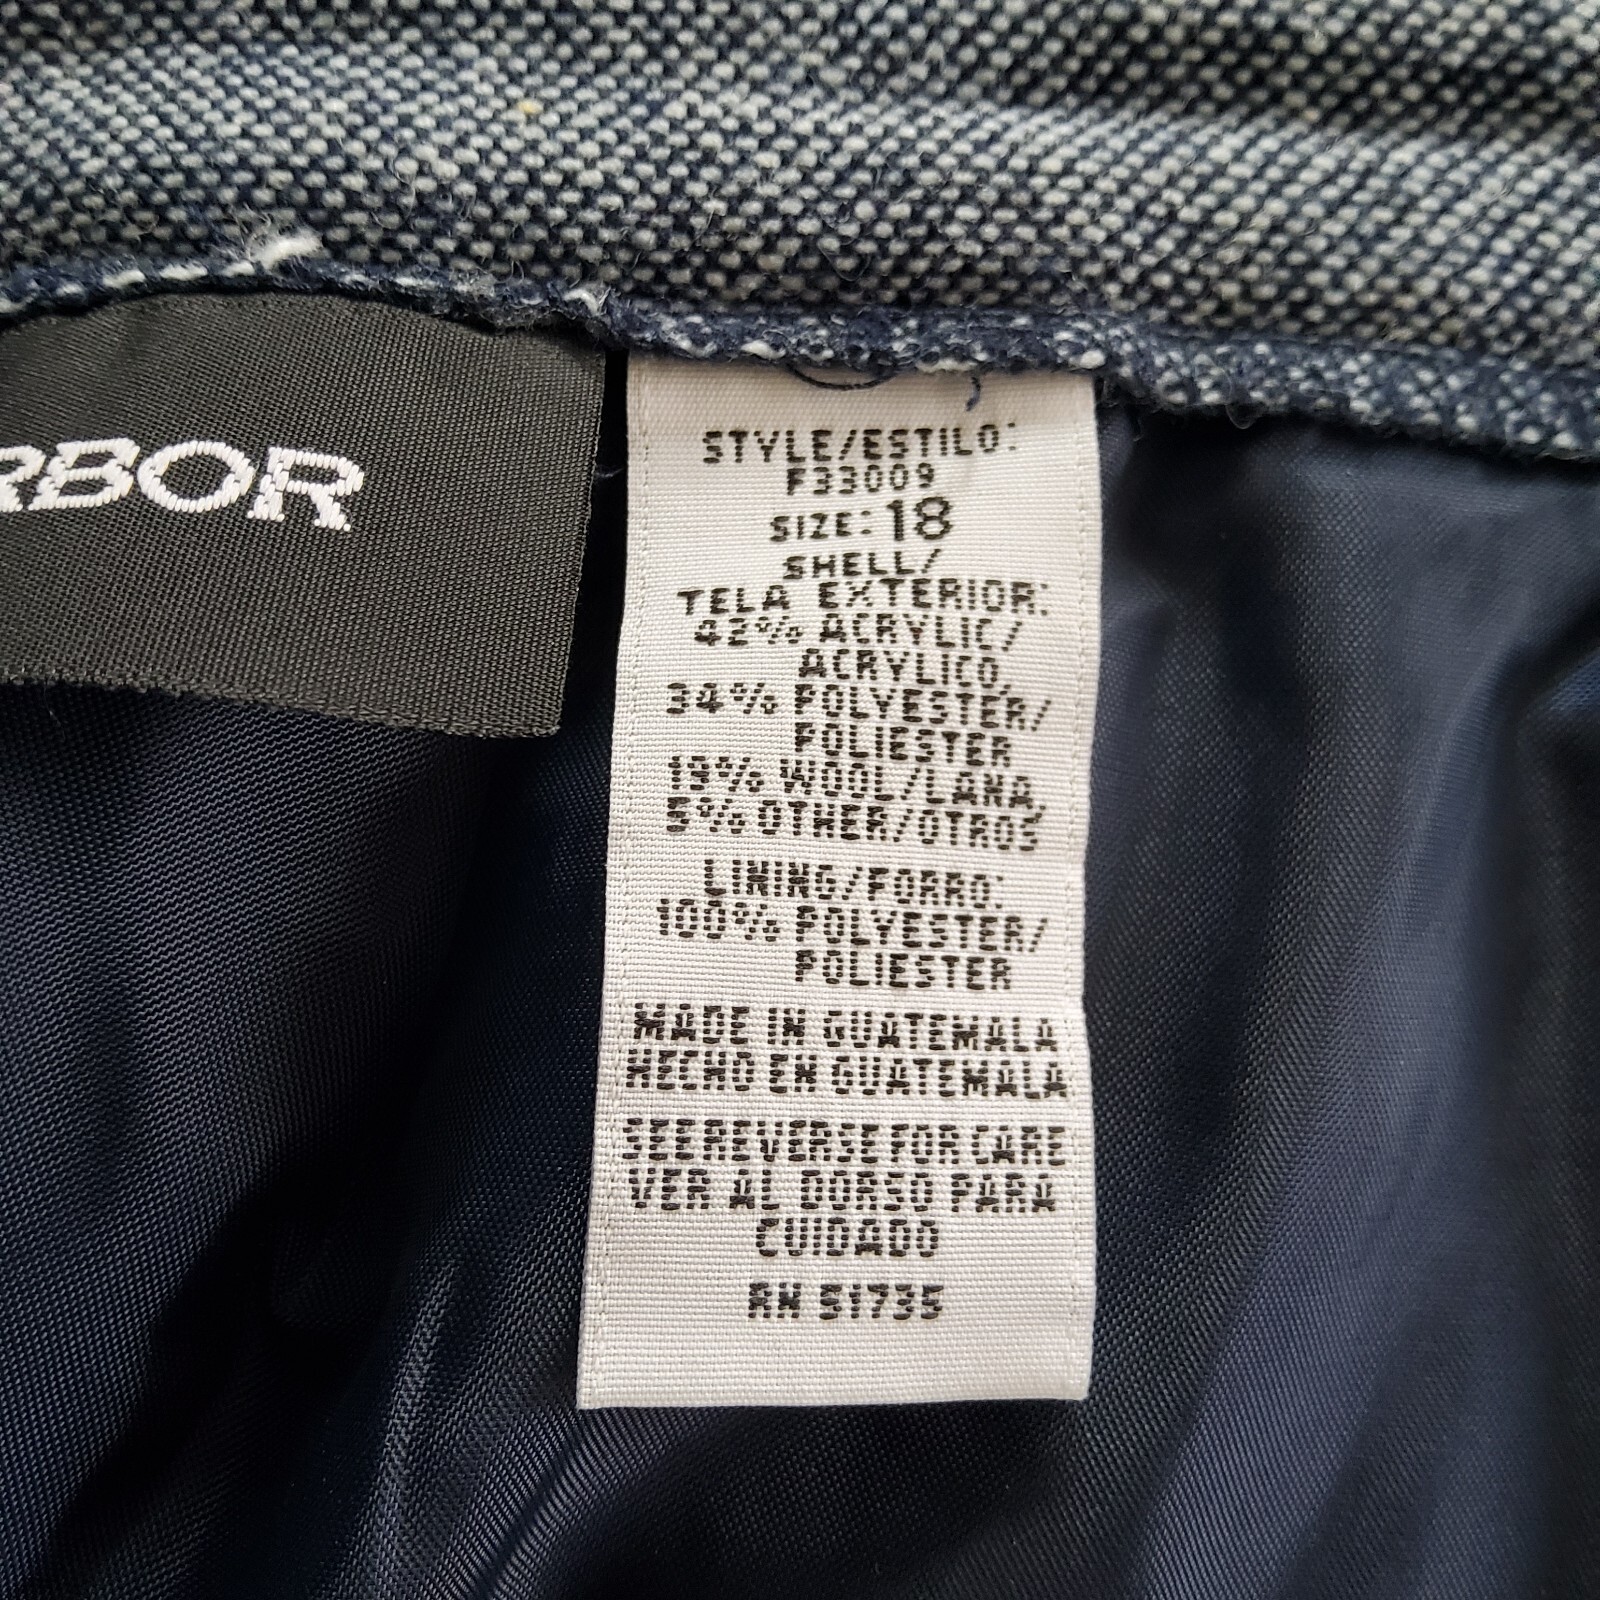 RBOR
STYLE/ESTILO:
F33009
SIZE: 18
SHELL/
TELA EXTERIOR:
42% ACRYLIC/
ACRYLICO,
34% POLYESTER/
POLIESTER
19% WOOL/LANA,
5% OTHER/OTROS
LINING/FORRO:
100% POLYESTER/
POLIESTER
MADE IN GUATEMALA
HECHO EN GUATEMALA
SEE REVERSE FOR CARE
VER AL DORSO PARA
CUIDADO
RN 51735